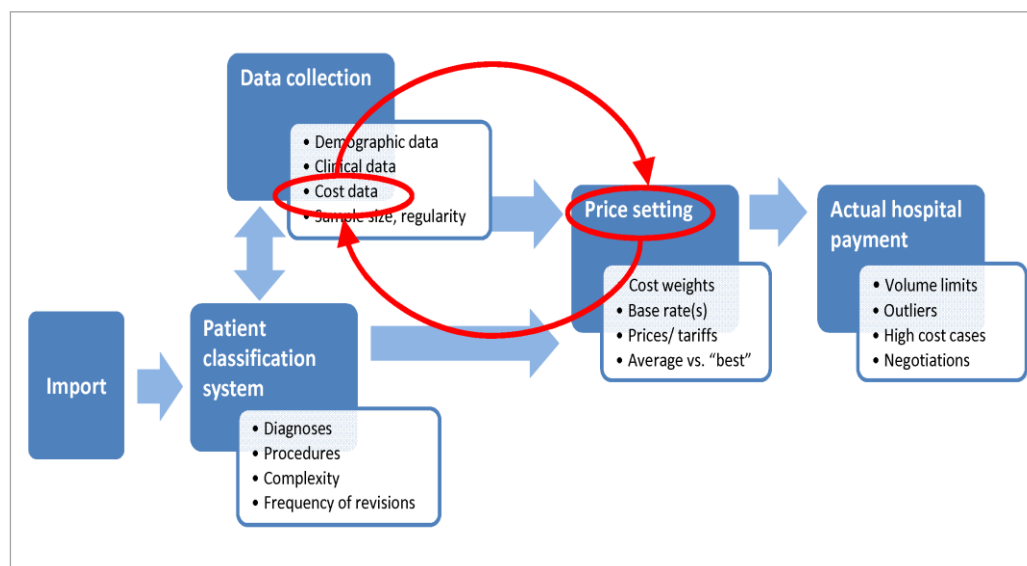 Data collection
• Demographic data
• Clinical data
• Cost data
• Sample size, regularity
Price setting
Cost weights
• Base rate(s)
• Prices/ tariffs
• Average vs. “best”
Actual hospital
payment
• Volume limits
• Outliers
• High cost cases
• Negotiations
Import
Patient
classification
system
• Diagnoses
• Procedures
• Complexity
• Frequency of revisions